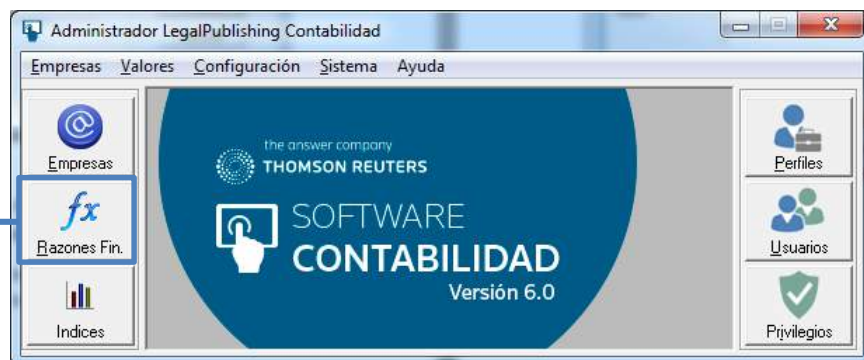 Administrador LegalPublishing Contabilidad
Empresas Valores Configuración Sistema Ayuda
Empresas
fx
Razones Fin.
Indices
the answer company
THOMSON REUTERS
SOFTWARE
CONTABILIDAD
Versión 6.0
Perfiles
Usuarios
Privilegios